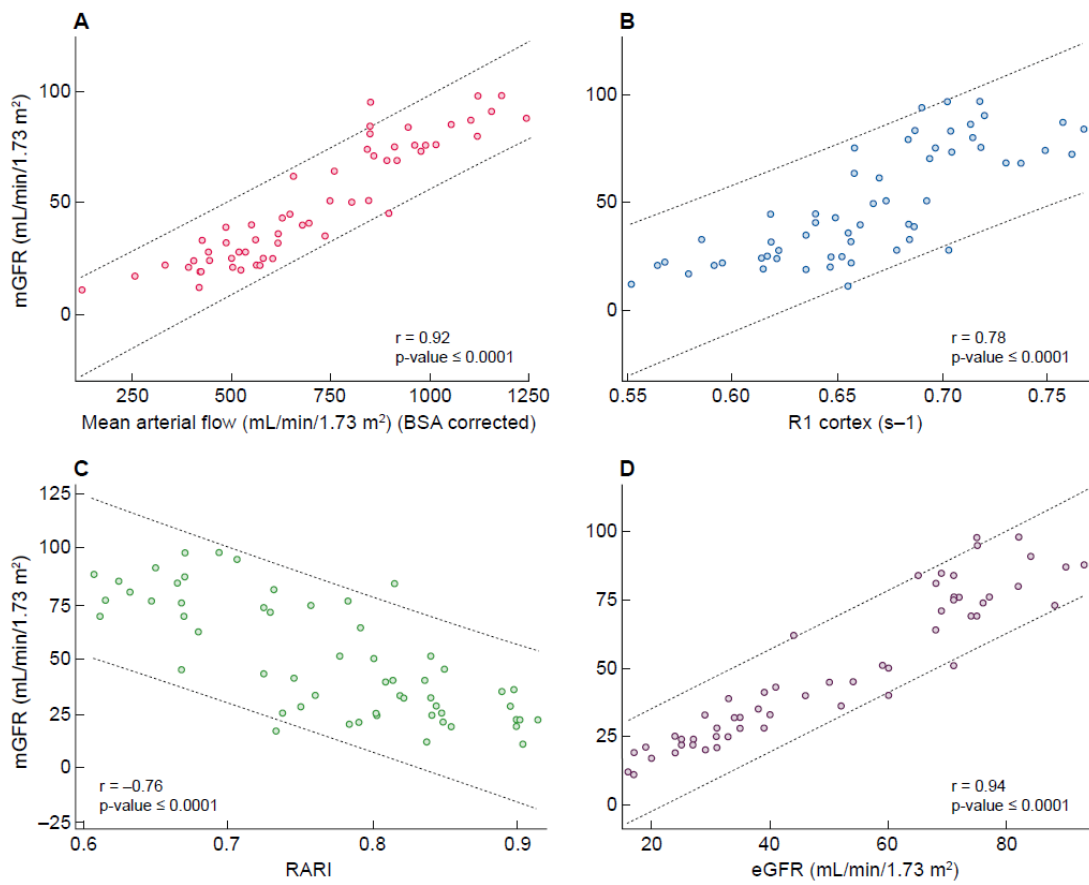 A
mGFR (mL/min/1.73 m²)
100
50
0
r = 0.92
p-value ≤ 0.0001
250 500 750 1000 1250
Mean arterial flow (mL/min/1.73 m²) (BSA corrected)
B
100
50
0
r = 0.78
p-value ≤ 0.0001
0.55 0.60 0.65 0.70 0.75
R1 cortex (s–1)
C
mGFR (mL/min/1.73 m²)
125
100
75
50
25
0
–25
r = –0.76
p-value ≤ 0.0001
0.6 0.7 0.8 0.9
RARI
D
100
75
50
25
0
r = 0.94
p-value ≤ 0.0001
20 40 60 80
eGFR (mL/min/1.73 m²)